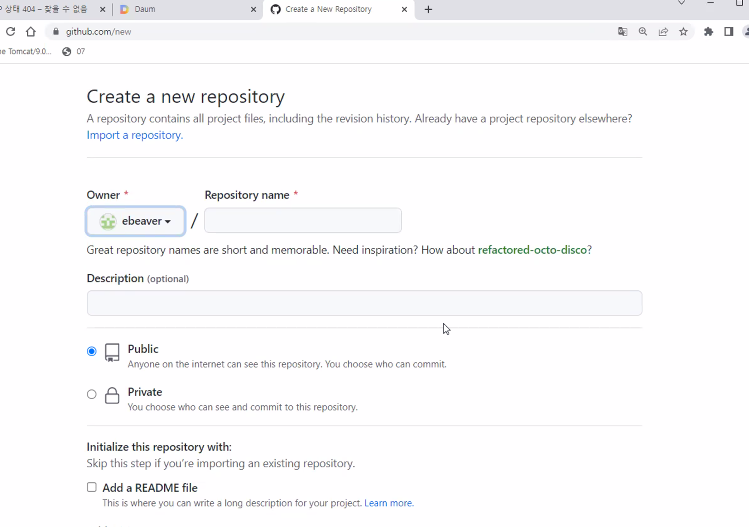 상태 404 – 찾을 수 없음
Daum
Create a New Repository
github.com/new
Tomcat/9.0...
07
Create a new repository
A repository contains all project files, including the revision history. Already have a project repository elsewhere?
Import a repository.
Owner *
Repository name *
ebeaver
/
Great repository names are short and memorable. Need inspiration? How about refactored-octo-disco?
Description (optional)
Public
Anyone on the internet can see this repository. You choose who can commit.
Private
You choose who can see and commit to this repository.
Initialize this repository with:
Skip this step if you're importing an existing repository.
Add a README file
This is where you can write a long description for your project. Learn more.